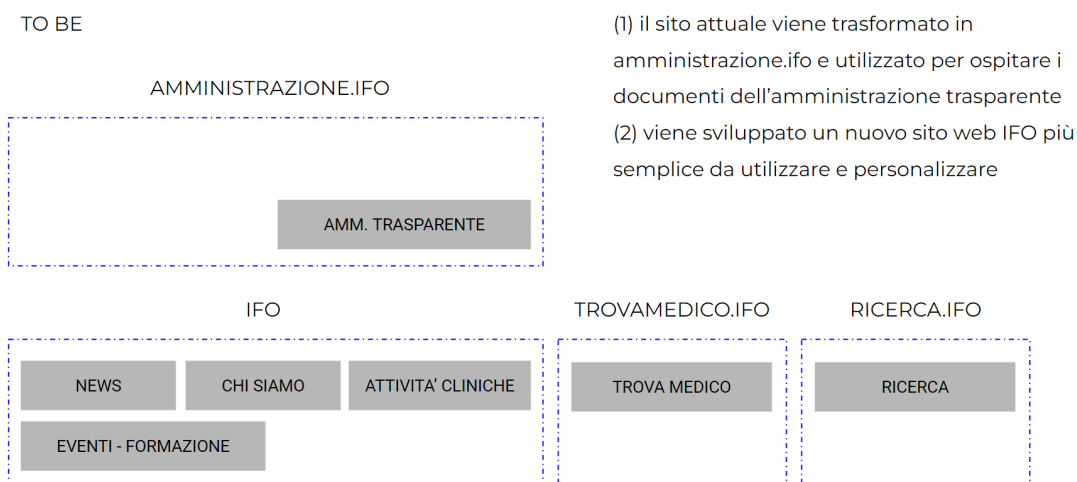 TO BE
(1) il sito attuale viene trasformato in
amministrazione.ifo e utilizzato per ospitare i
documenti dell'amministrazione trasparente
(2) viene sviluppato un nuovo sito web IFO più
semplice da utilizzare e personalizzare
AMMINISTRAZIONE.IFO
AMM. TRASPARENTE
IFO
NEWS
CHI SIAMO
ATTIVITA' CLINICHE
EVENTI - FORMAZIONE
TROVAMEDICO.IFO
TROVA MEDICO
RICERCA.IFO
RICERCA